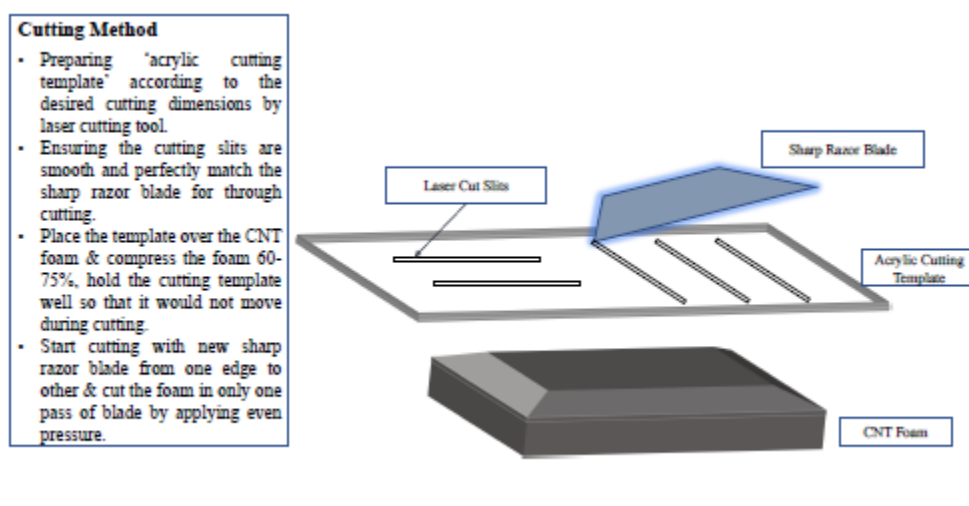 Cutting Method
• Preparing 'acrylic cutting
template' according to the
desired cutting dimensions by
laser cutting tool.
• Ensuring the cutting slits are
smooth and perfectly match the
sharp razor blade for through
cutting.
• Place the template over the CNT
foam & compress the foam 60-
75%, hold the cutting template
well so that it would not move
during cutting.
• Start cutting with new sharp
razor blade from one edge to
other & cut the foam in only one
pass of blade by applying even
pressure.
Sharp Razor Blade
Laser Cut Slits
Acrylic Cutting
Template
CNT Foam